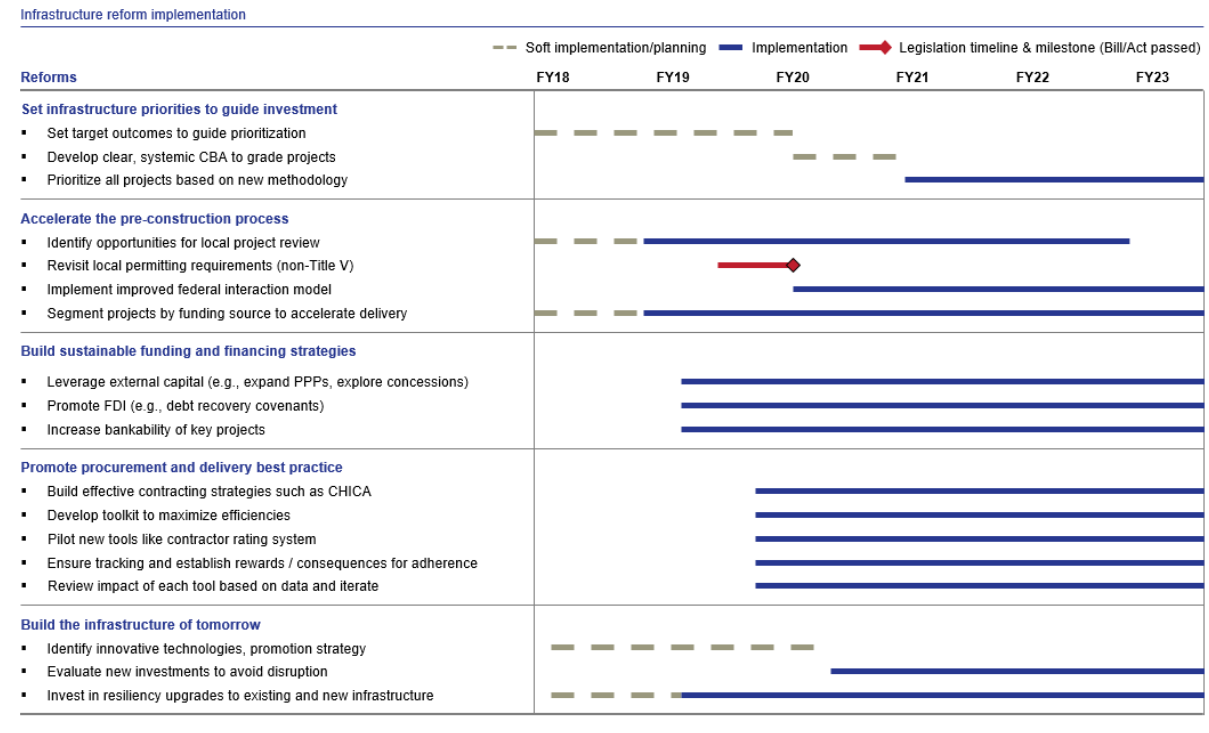 Infrastructure reform implementation
Soft implementation/planning Implementation Legislation timeline & milestone (Bill/Act passed)
Reforms FY18 FY19 FY20 FY21 FY22 FY23
Set infrastructure priorities to guide investment
▪ Set target outcomes to guide prioritization
▪ Develop clear, systemic CBA to grade projects
▪ Prioritize all projects based on new methodology
Accelerate the pre-construction process
▪ Identify opportunities for local project review
▪ Revisit local permitting requirements (non-Title V)
▪ Implement improved federal interaction model
▪ Segment projects by funding source to accelerate delivery
Build sustainable funding and financing strategies
▪ Leverage external capital (e.g., expand PPPs, explore concessions)
▪ Promote FDI (e.g., debt recovery covenants)
▪ Increase bankability of key projects
Promote procurement and delivery best practice
▪ Build effective contracting strategies such as CHICA
▪ Develop toolkit to maximize efficiencies
▪ Pilot new tools like contractor rating system
▪ Ensure tracking and establish rewards / consequences for adherence
▪ Review impact of each tool based on data and iterate
Build the infrastructure of tomorrow
▪ Identify innovative technologies, promotion strategy
▪ Evaluate new investments to avoid disruption
▪ Invest in resiliency upgrades to existing and new infrastructure